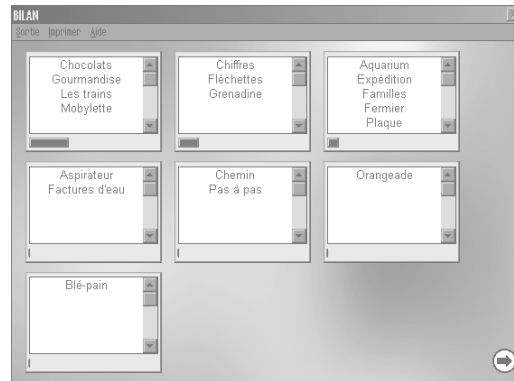 BILAN
Sortie Imprimer Aide
Chocolats
Gourmandise
Les trains
Mobylette
Chiffres
Fléchettes
Grenadine
Aquarium
Expédition
Familles
Fermier
Plaque
Aspirateur
Factures d'eau
Chemin
Pas à pas
Orangeade
Blé-pain